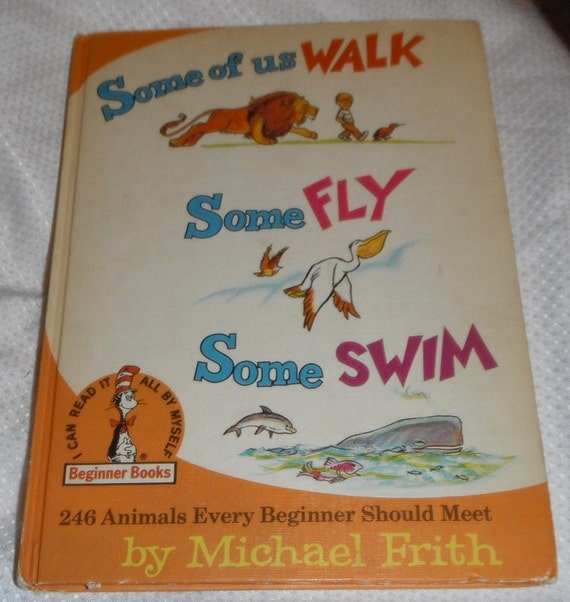 Some of us WALK
Some FLY
Some SWIM
I CAN READ IT ALL BY MYSELF
®
Beginner Books
246 Animals Every Beginner Should Meet
by Michael Frith